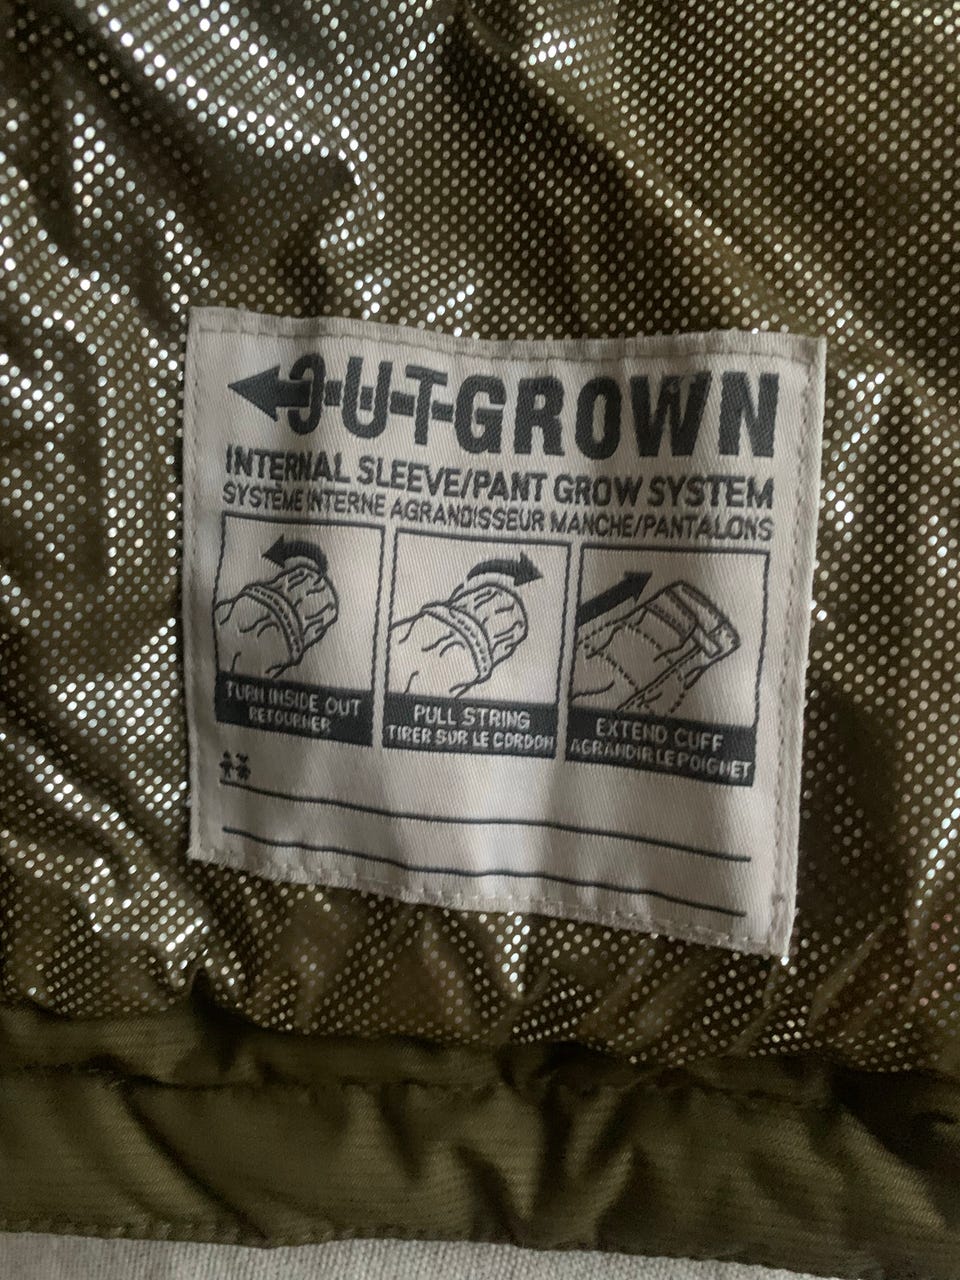 OUTGROWN
INTERNAL SLEEVE/PANT GROW SYSTEM
SYSTÈME INTERNE AGRANDISSEUR MANCHE/PANTALONS
TURN INSIDE OUT
RETOURNER
PULL STRING
TIRER SUR LE CORDON
EXTEND CUFF
AGRANDIR LE POIGNET